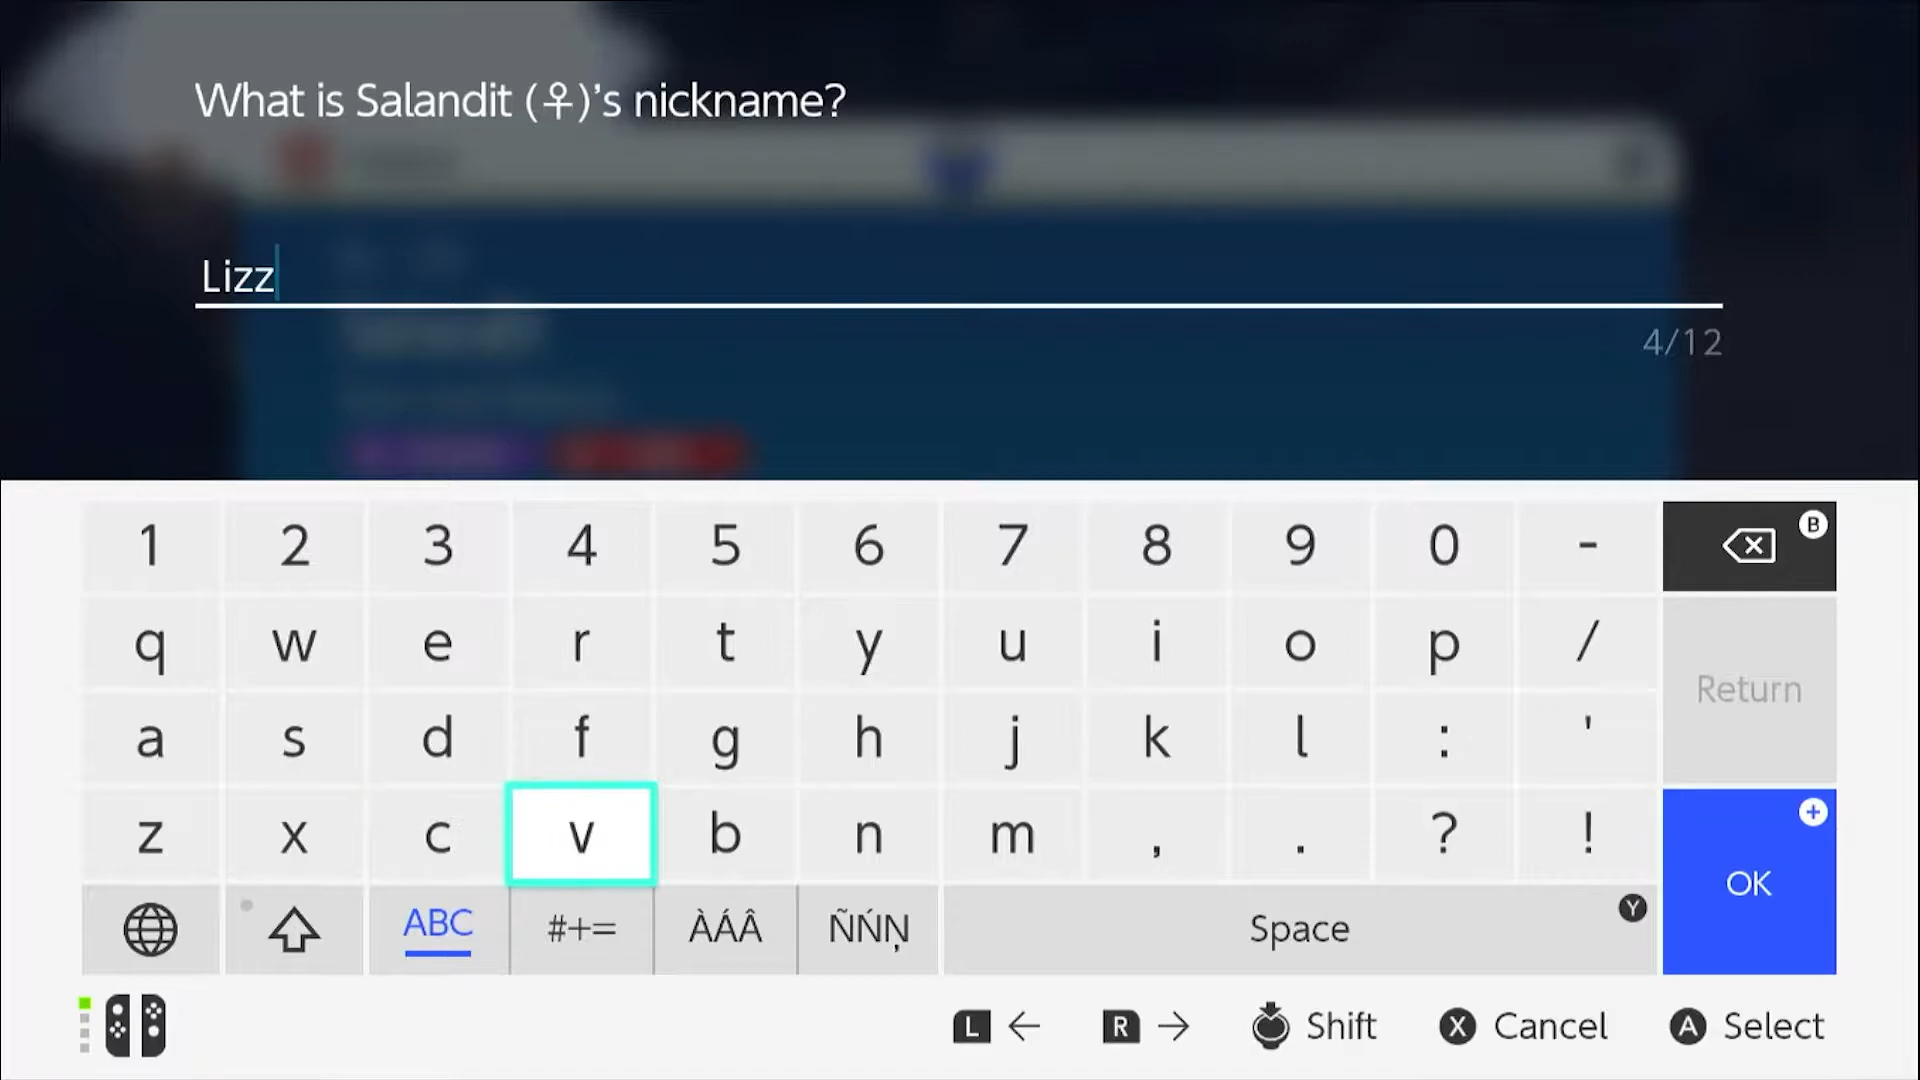 What is Salandit (♀)'s nickname?
Lizz
4/12
1 2 3 4 5 6 7 8 9 0 - B
q w e r t y u i o p /
Return
a s d f g h j k l : '
z x c v b n m , . ? ! +
OK
ABC #+= ÀÁÂ ÑŃŅ Space Y
L ← R → Shift X Cancel A Select